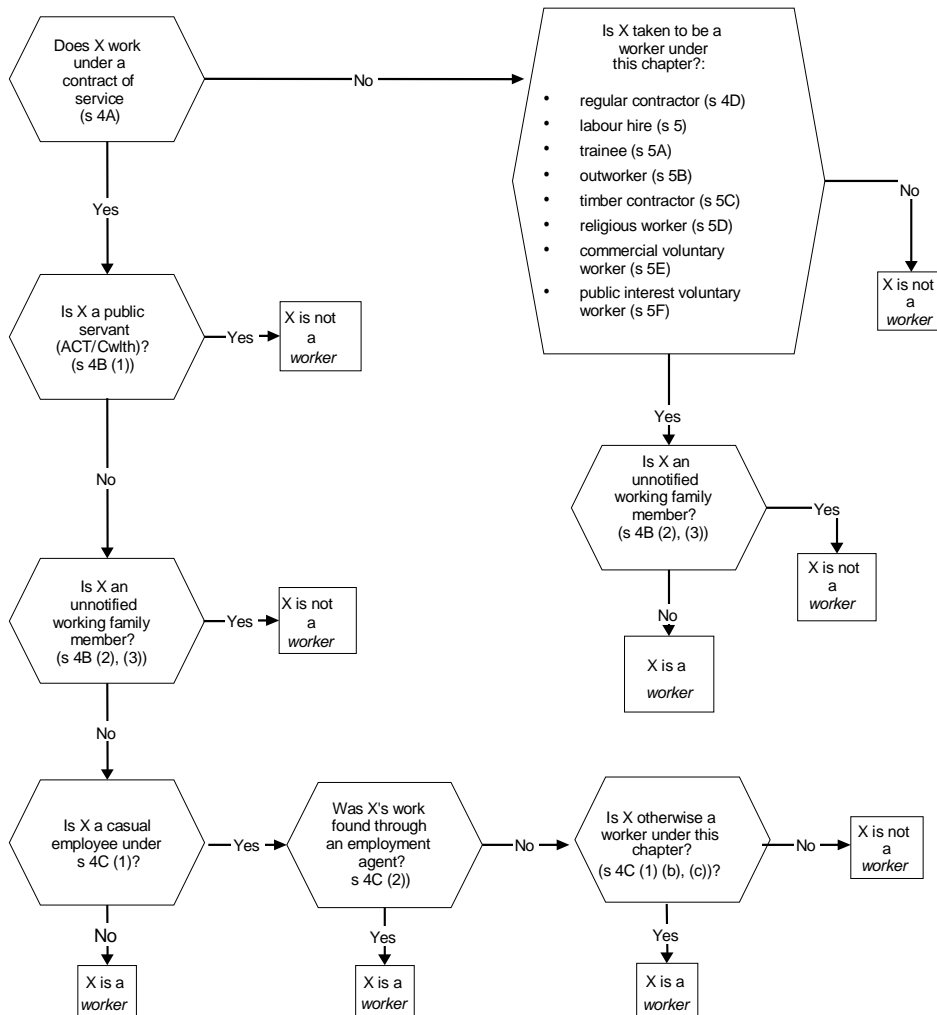 Does X work
under a
contract of
service
(s 4A)
No
Is X taken to be a
worker under
this chapter?:
• regular contractor (s 4D)
• labour hire (s 5)
• trainee (s 5A)
• outworker (s 5B)
• timber contractor (s 5C)
• religious worker (s 5D)
• commercial voluntary
worker (s 5E)
• public interest voluntary
worker (s 5F)
No
X is not
a
worker
Yes
Is X a public
servant
(ACT/Cwlth)?
(s 4B (1))
Yes
X is not
a
worker
Yes
Is X an
unnotified
working family
member?
(s 4B (2), (3))
Yes
X is not
a
worker
No
X is a
worker
No
Is X an
unnotified
working family
member?
(s 4B (2), (3))
Yes
X is not
a
worker
No
Is X a casual
employee under
s 4C (1)?
Yes
Was X's work
found through
an employment
agent?
s 4C (2))
No
Is X otherwise
a worker under this
chapter?
(s 4C (1) (b), (c))?
No
X is not
a
worker
No
X is a
worker
Yes
X is a
worker
Yes
X is a
worker